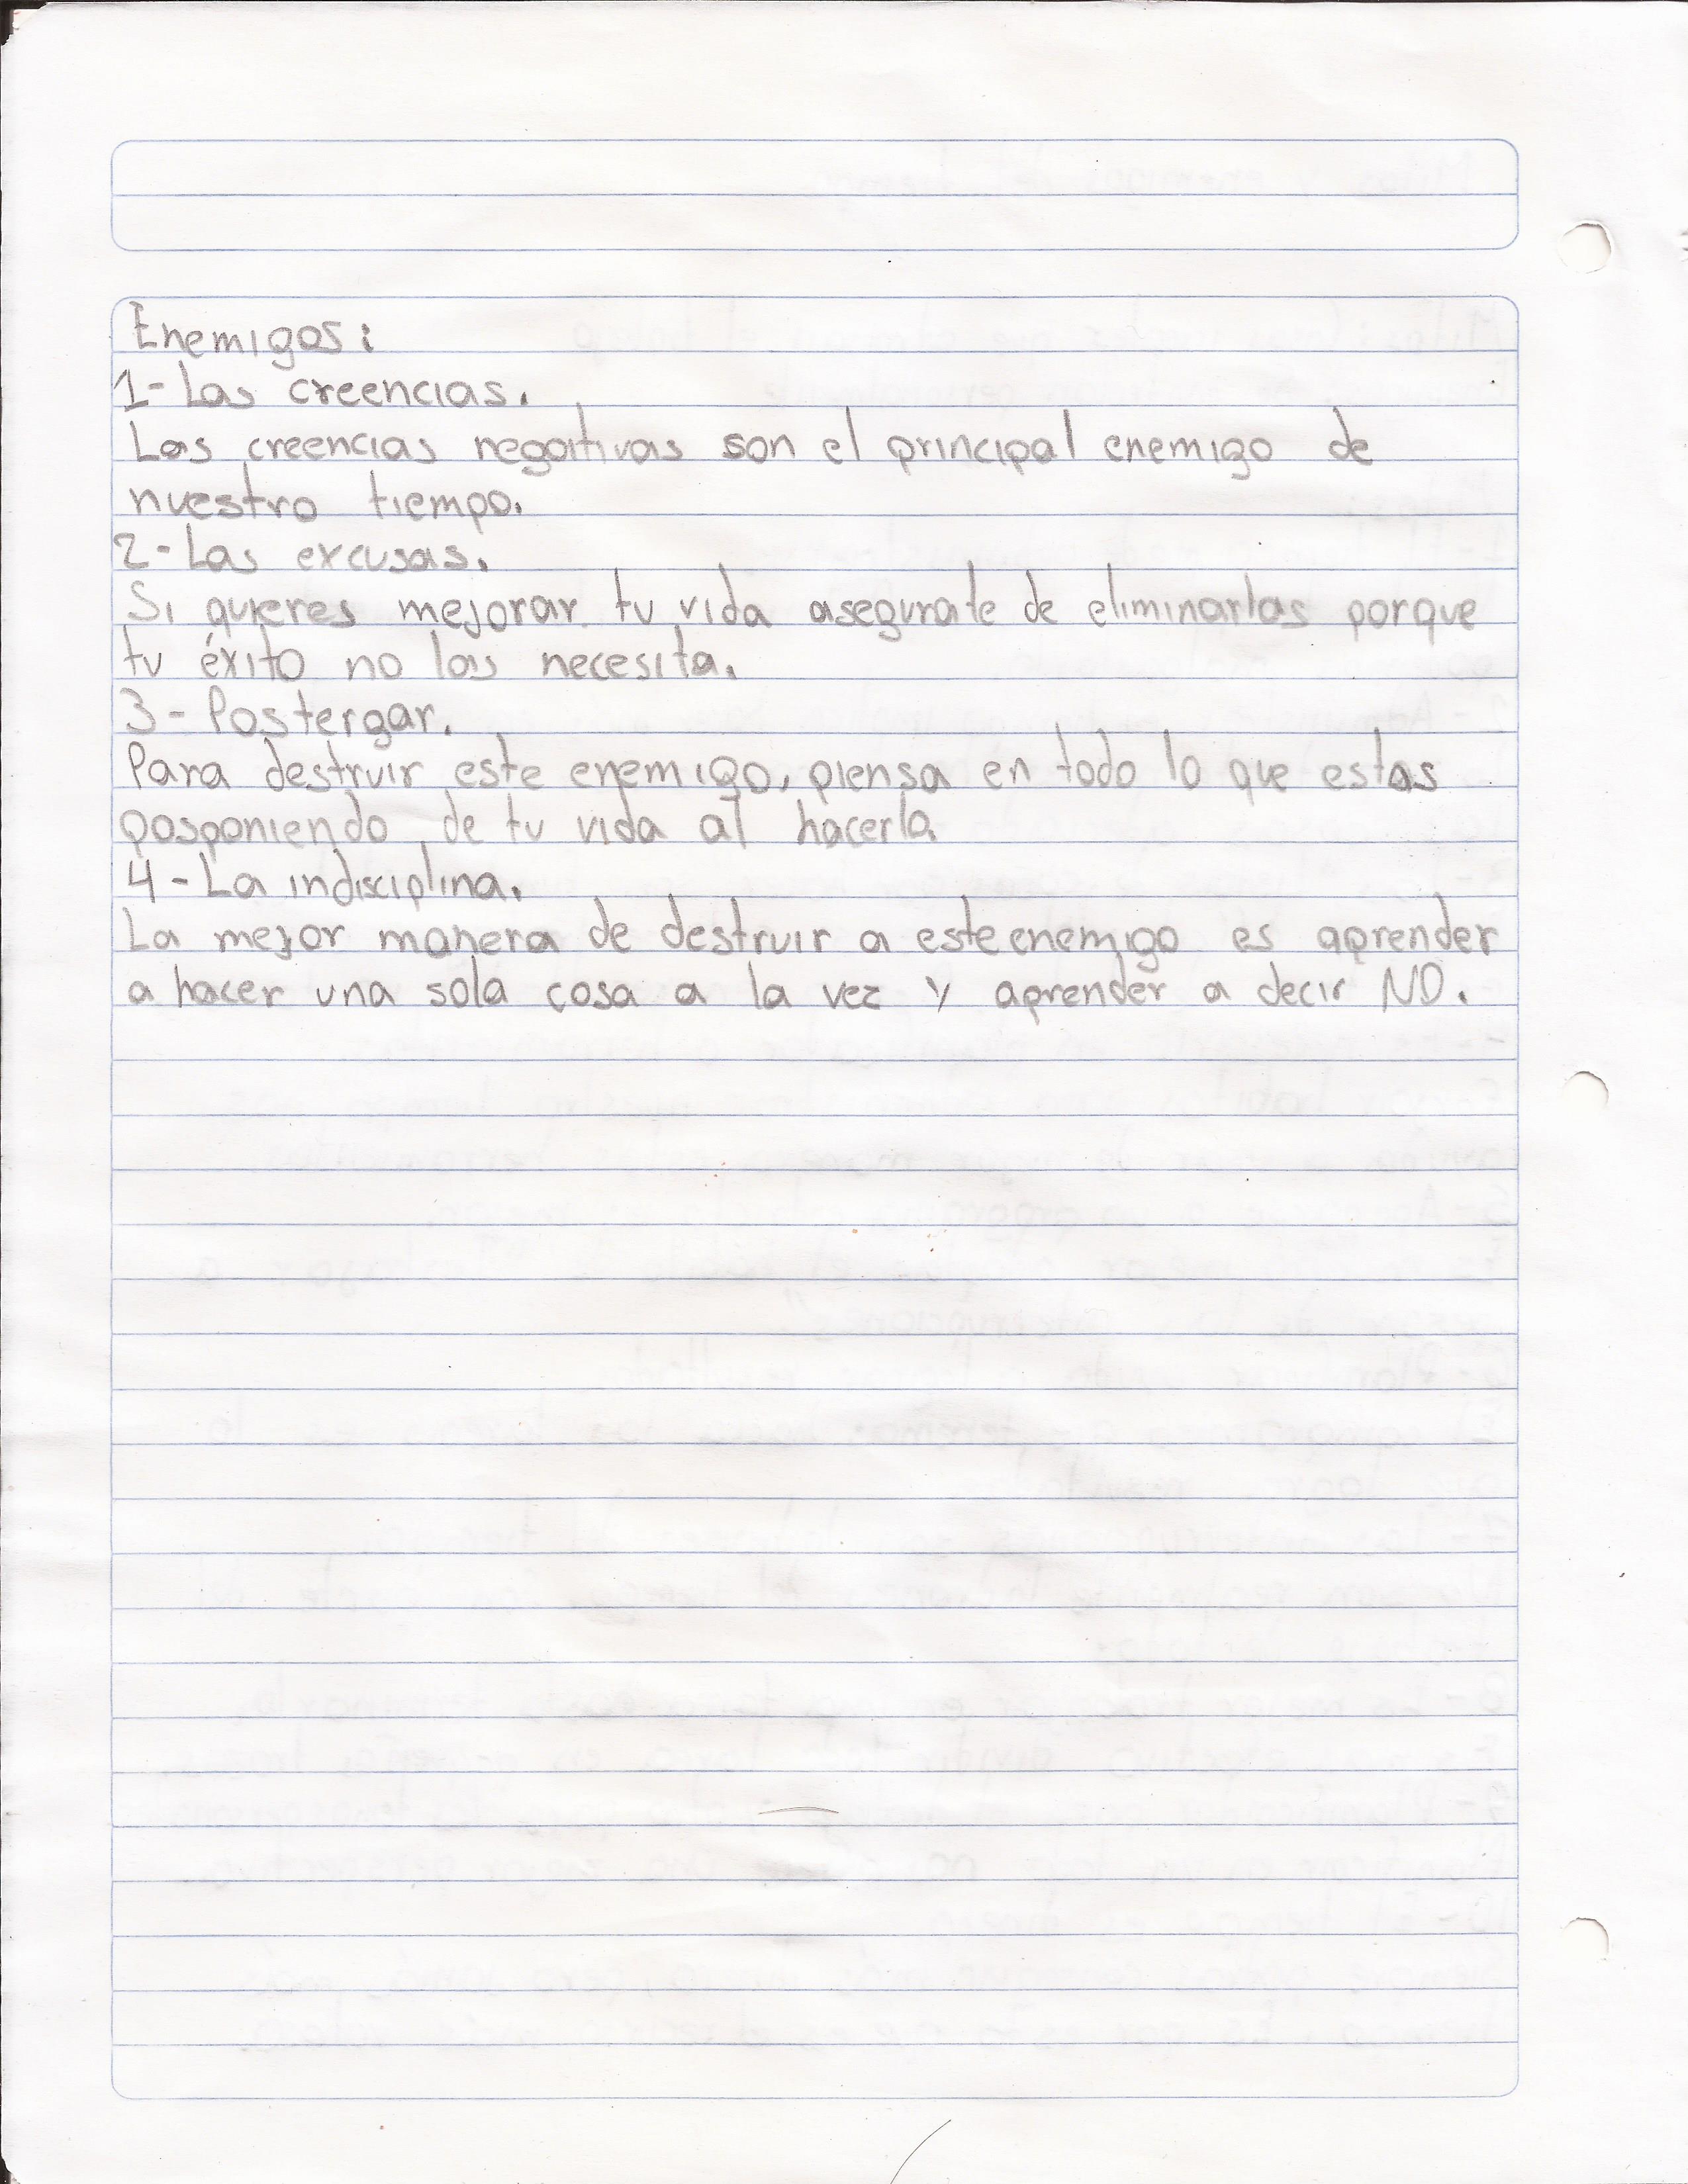 Enemigos:
1- Las creencias.
Las creencias negativas son el principal enemigo de
nuestro tiempo.
2- Las excusas.
Si quieres mejorar tu vida asegurate de eliminarlas porque
tu éxito no las necesita.
3- Postergar.
Para destruir este enemigo, piensa en todo lo que estas
posponiendo de tu vida al hacerla
4- La indisciplina.
La mejor manera de destruir a este enemigo es aprender
a hacer una sola cosa a la vez y aprender a decir NO.